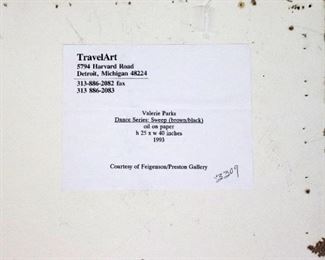 TravelArt
5794 Harvard Road
Detroit, Michigan 48224
313-886-2082 fax
313 886-2083
Valerie Parks
Dance Series: Sweep (brown/black)
oil on paper
h 25 x w 40 inches
1993
Courtesy of Feigenson/Preston Gallery
3309